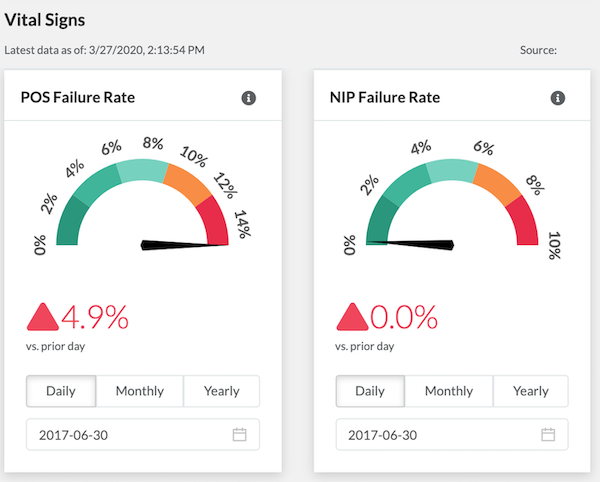 Vital Signs
Latest data as of: 3/27/2020, 2:13:54 PM
Source:
POS Failure Rate
0%
2%
4%
6%
8%
10%
12%
14%
4.9%
vs. prior day
Daily Monthly Yearly
2017-06-30
NIP Failure Rate
0%
2%
4%
6%
8%
10%
0.0%
vs. prior day
Daily Monthly Yearly
2017-06-30